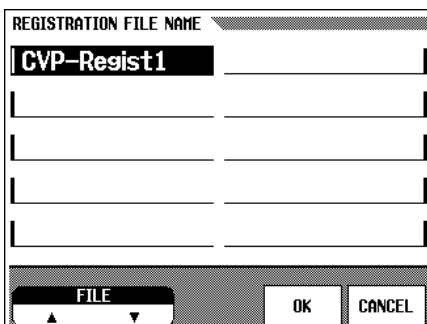 REGISTRATION FILE NAME
CVP-Regist1
FILE
▲ ▼
OK
CANCEL